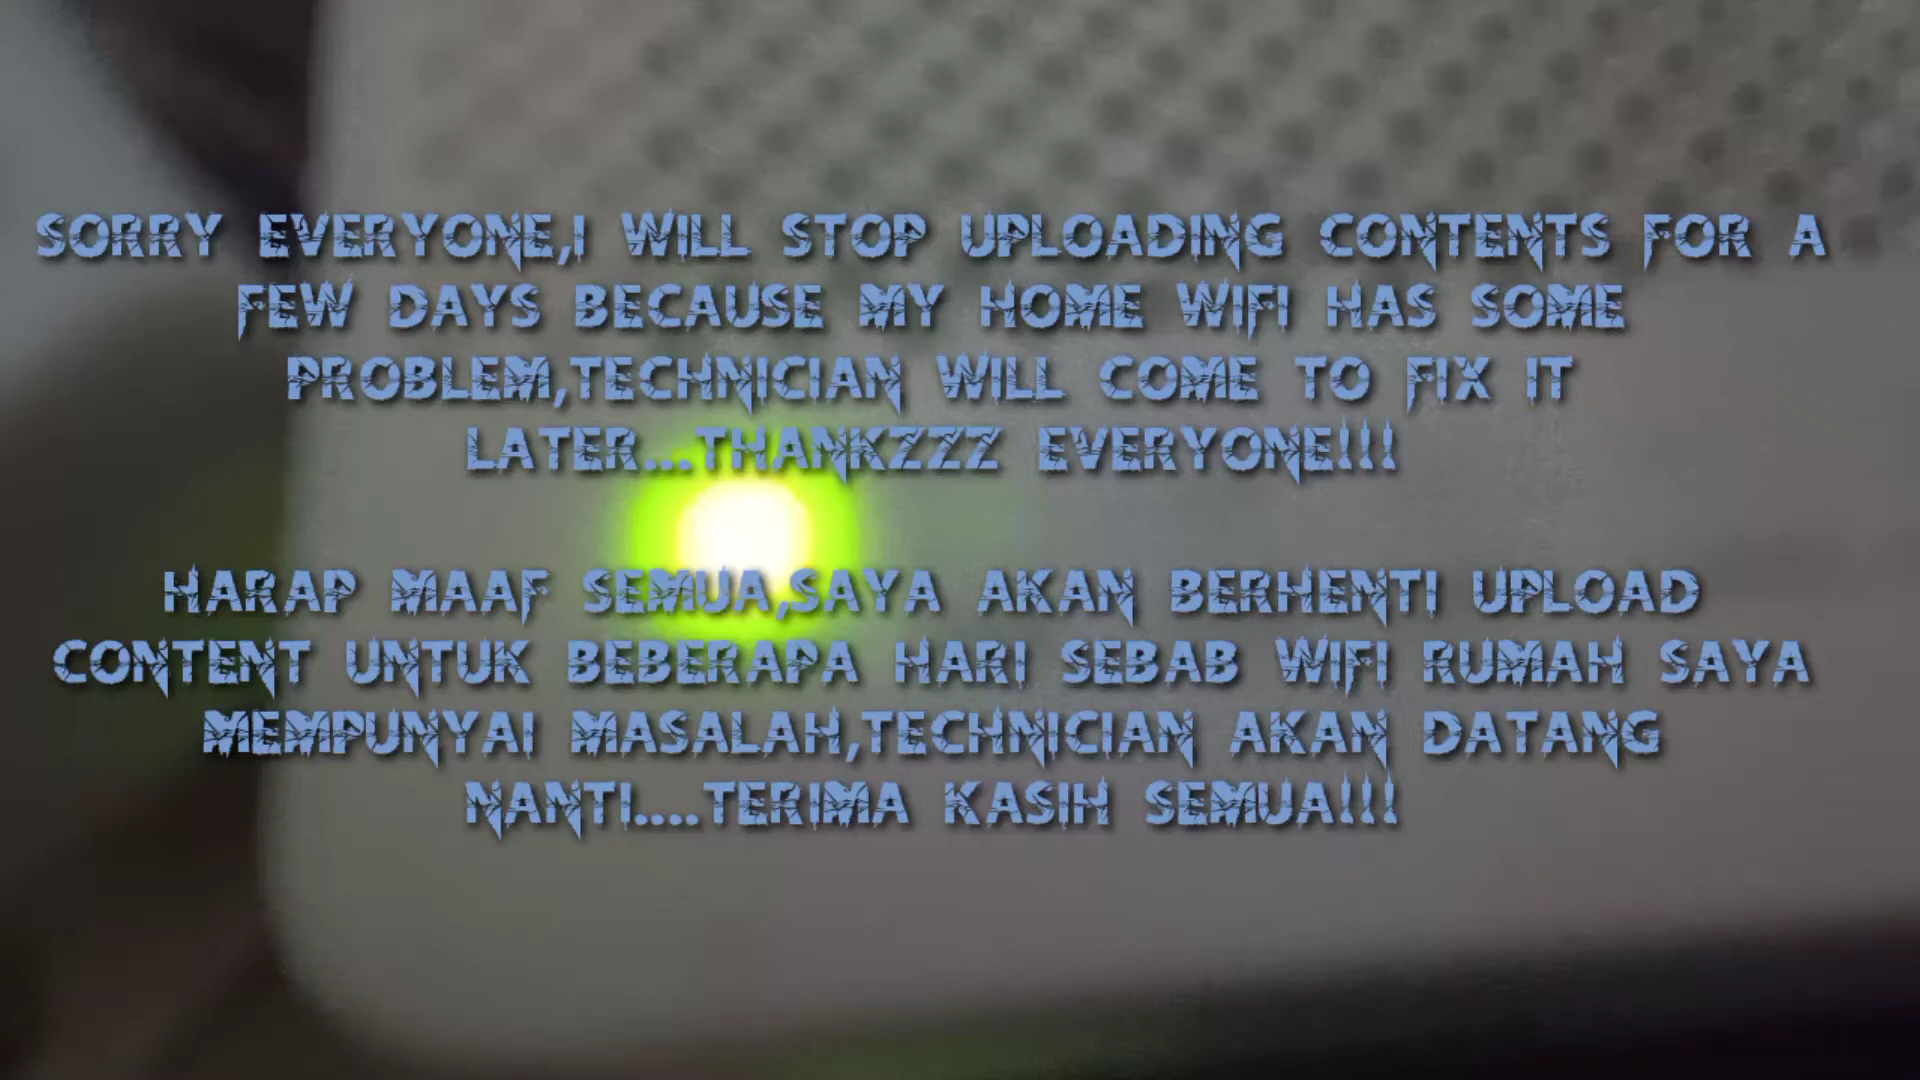 SORRY EVERYONE,I WILL STOP UPLOADING CONTENTS FOR A
FEW DAYS BECAUSE MY HOME WIFI HAS SOME
PROBLEM,TECHNICIAN WILL COME TO FIX IT
LATER...THANKZZZ EVERYONE!!!
HARAP MAAF SEMUA,SAYA AKAN BERHENTI UPLOAD
CONTENT UNTUK BEBERAPA HARI SEBAB WIFI RUMAH SAYA
MEMPUNYAI MASALAH,TECHNICIAN AKAN DATANG
NANTI....TERIMA KASIH SEMUA!!!